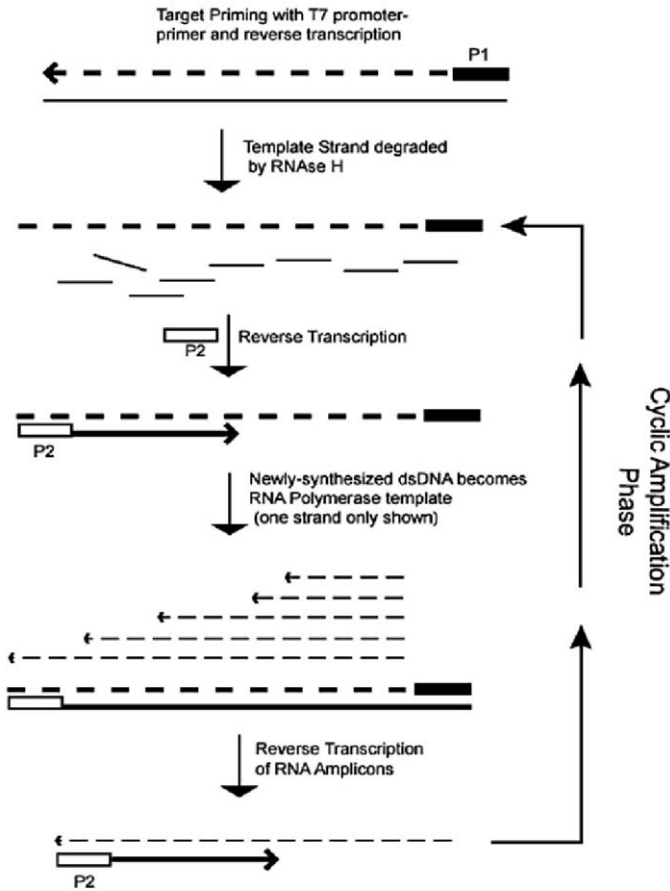 Target Priming with T7 promoter-
primer and reverse transcription
P1
Template Strand degraded
by RNAse H
P2
Reverse Transcription
P2
Newly-synthesized dsDNA becomes
RNA Polymerase template
(one strand only shown)
Reverse Transcription
of RNA Amplicons
P2
Cyclic Amplification
Phase